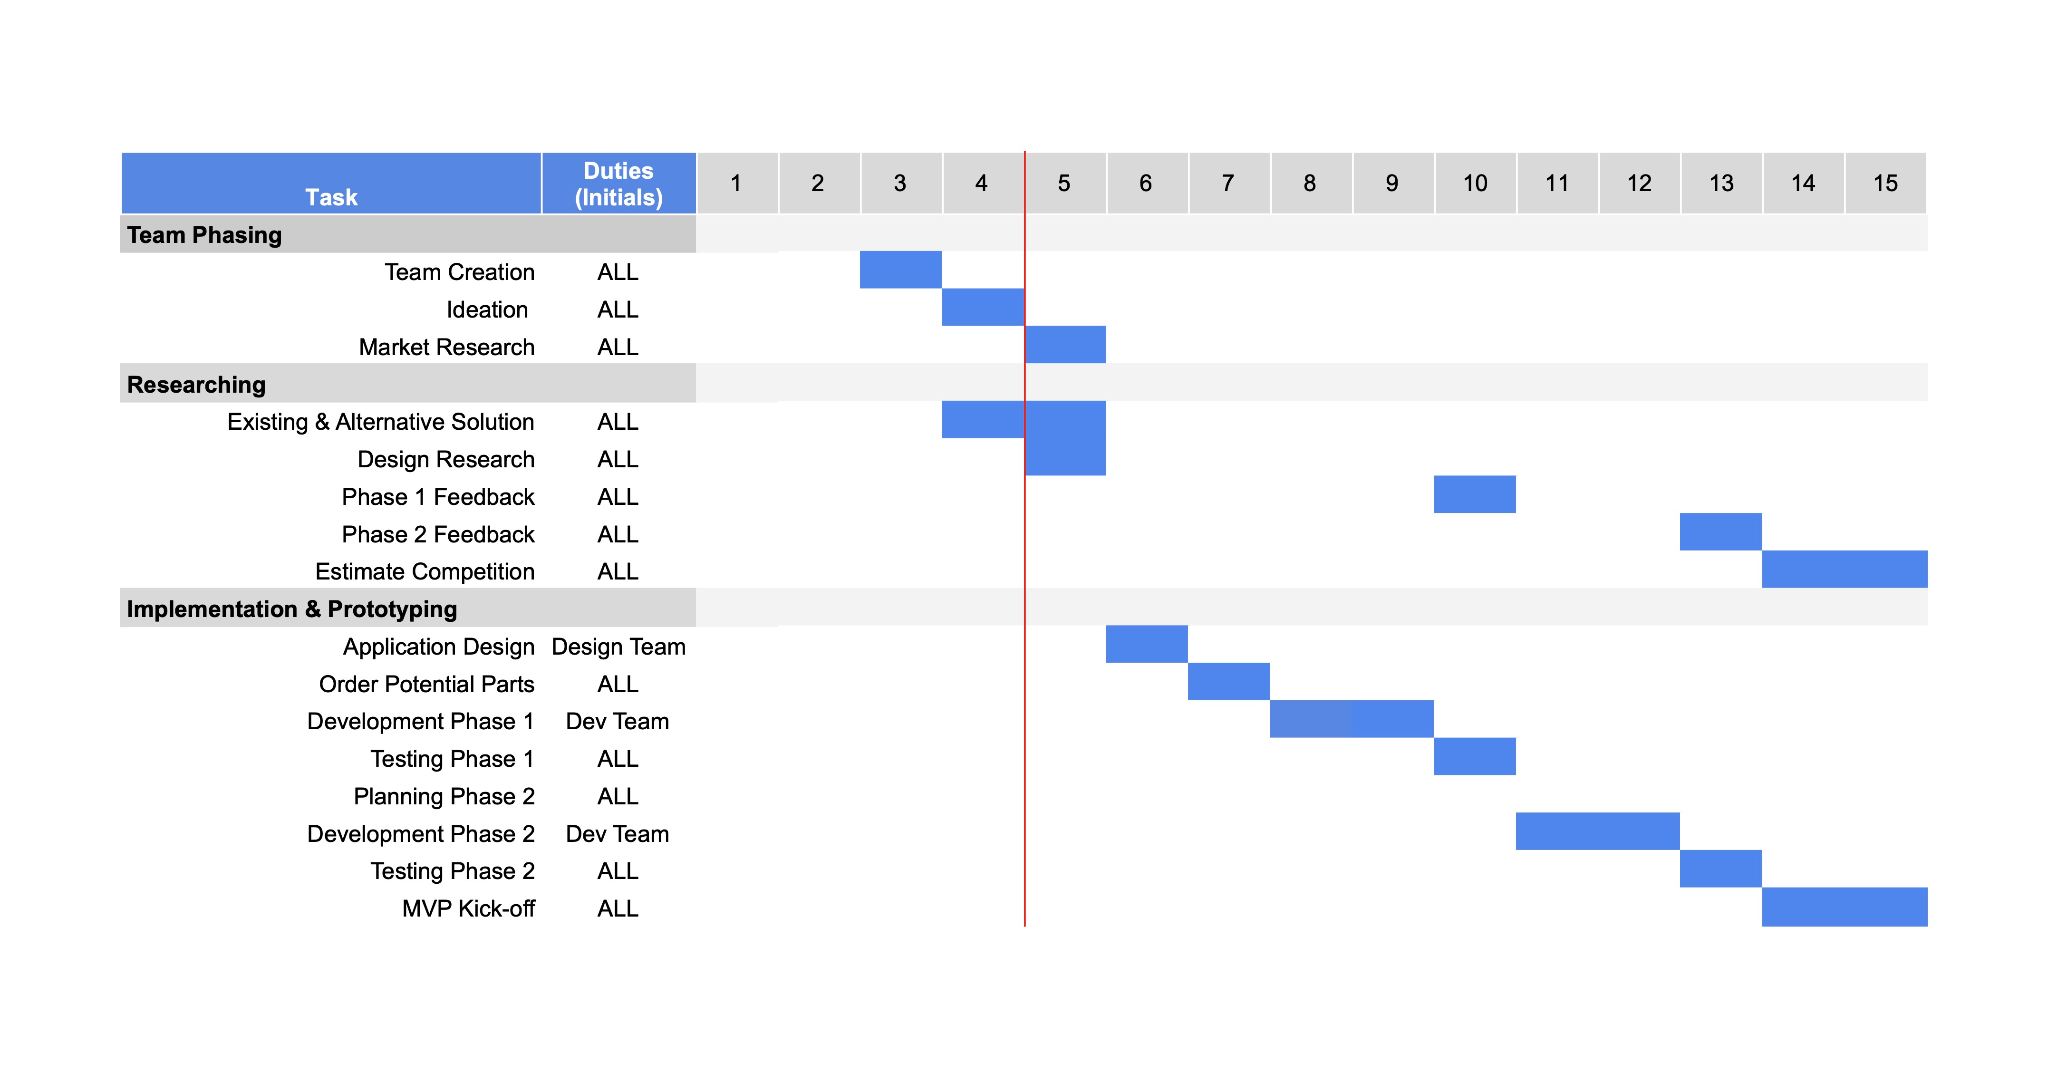 Task Duties (Initials) 1 2 3 4 5 6 7 8 9 10 11 12 13 14 15
Team Phasing
Team Creation ALL
Ideation ALL
Market Research ALL
Researching
Existing & Alternative Solution ALL
Design Research ALL
Phase 1 Feedback ALL
Phase 2 Feedback ALL
Estimate Competition ALL
Implementation & Prototyping
Application Design Design Team
Order Potential Parts ALL
Development Phase 1 Dev Team
Testing Phase 1 ALL
Planning Phase 2 ALL
Development Phase 2 Dev Team
Testing Phase 2 ALL
MVP Kick-off ALL